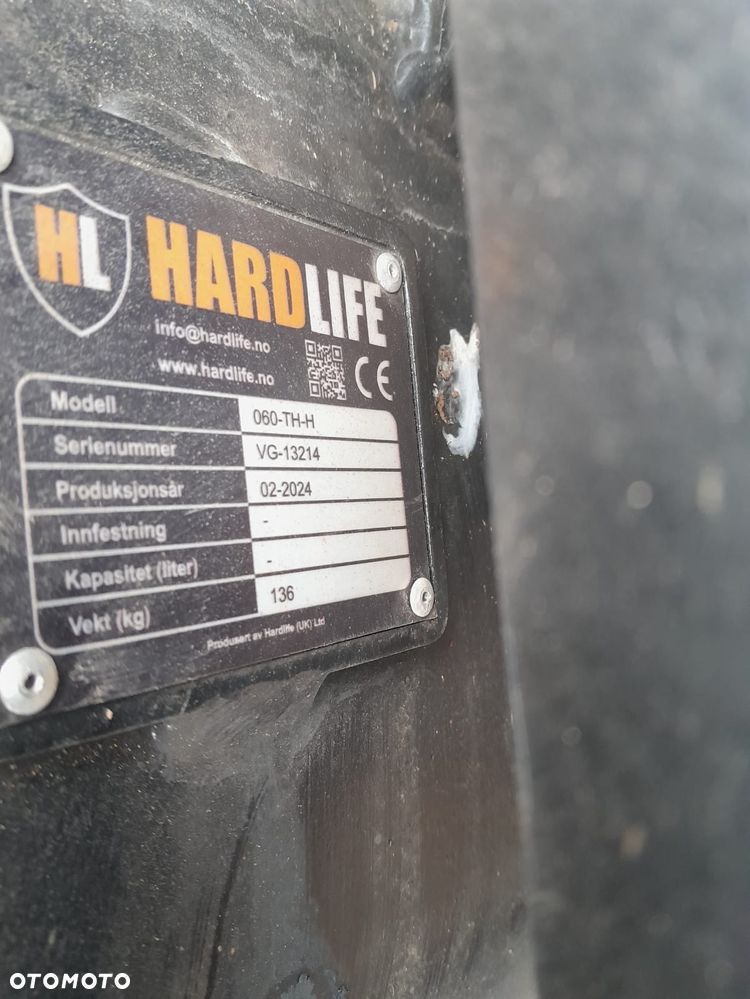 HL HARDLIFE
info@hardlife.no
www.hardlife.no
CE
Modell 060-TH-H
Serienummer VG-13214
Produksjonsår 02-2024
Innfestning -
Kapasitet (liter) -
Vekt (kg) 136
Produsert av Hardlife (UK) Ltd
OTOMOTO